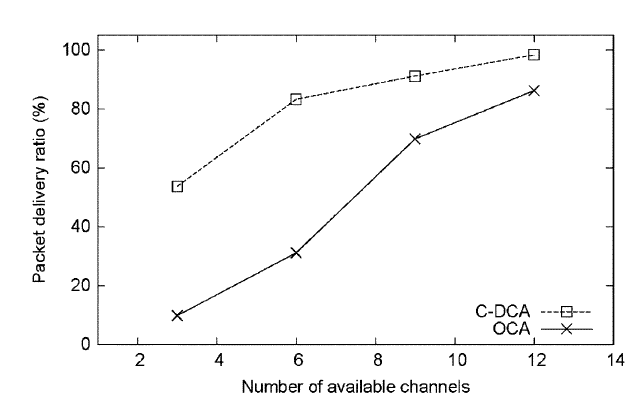 100
80
60
40
20
0
Packet delivery ratio (%)
C-DCA
OCA
2 4 6 8 10 12 14
Number of available channels